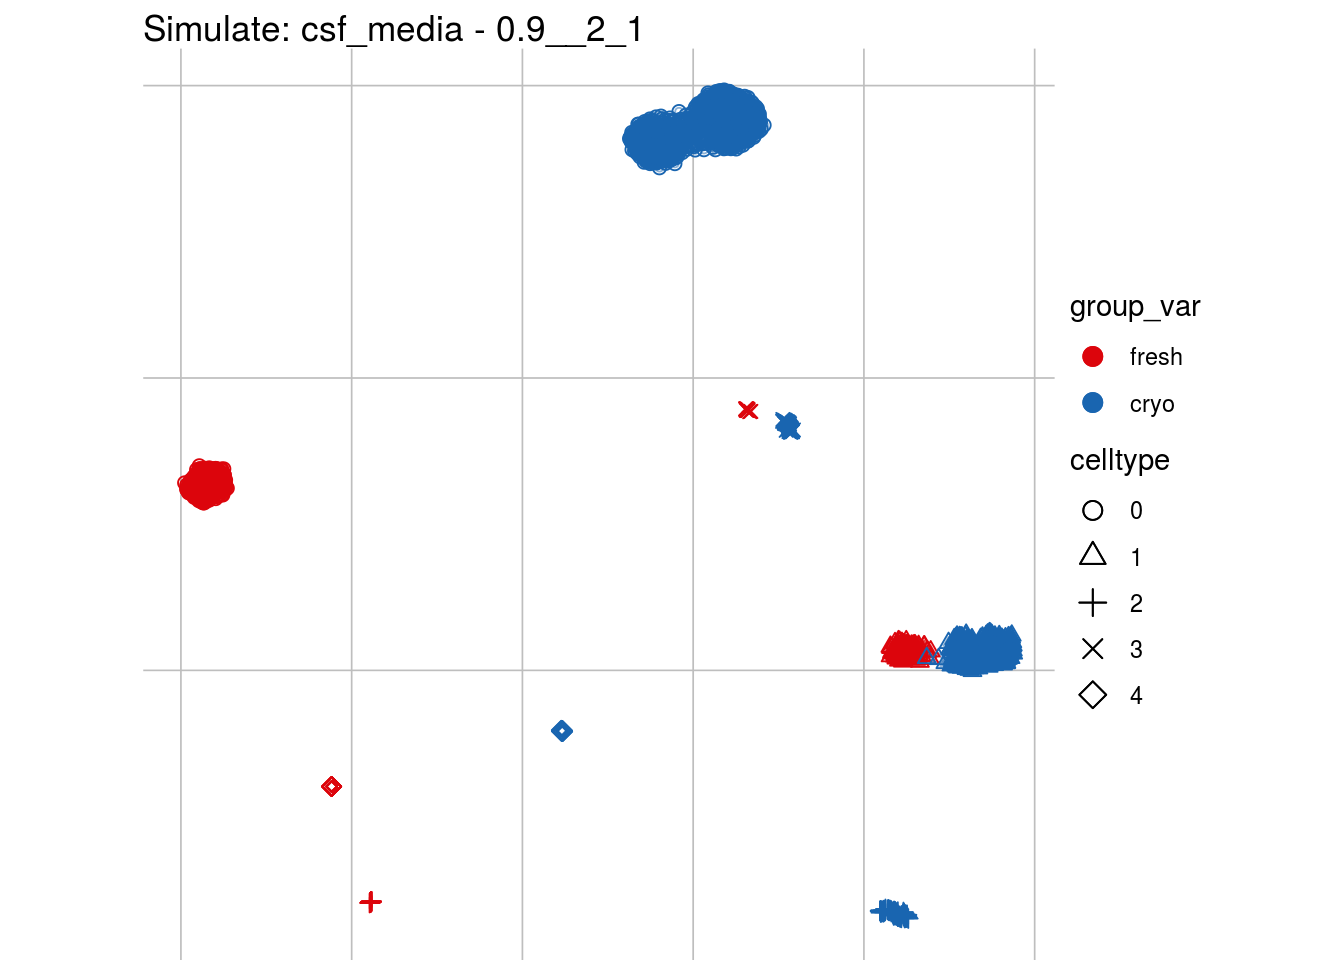 Simulate: csf_media - 0.9__2_1
group_var
fresh
cryo
celltype
0
1
2
3
4